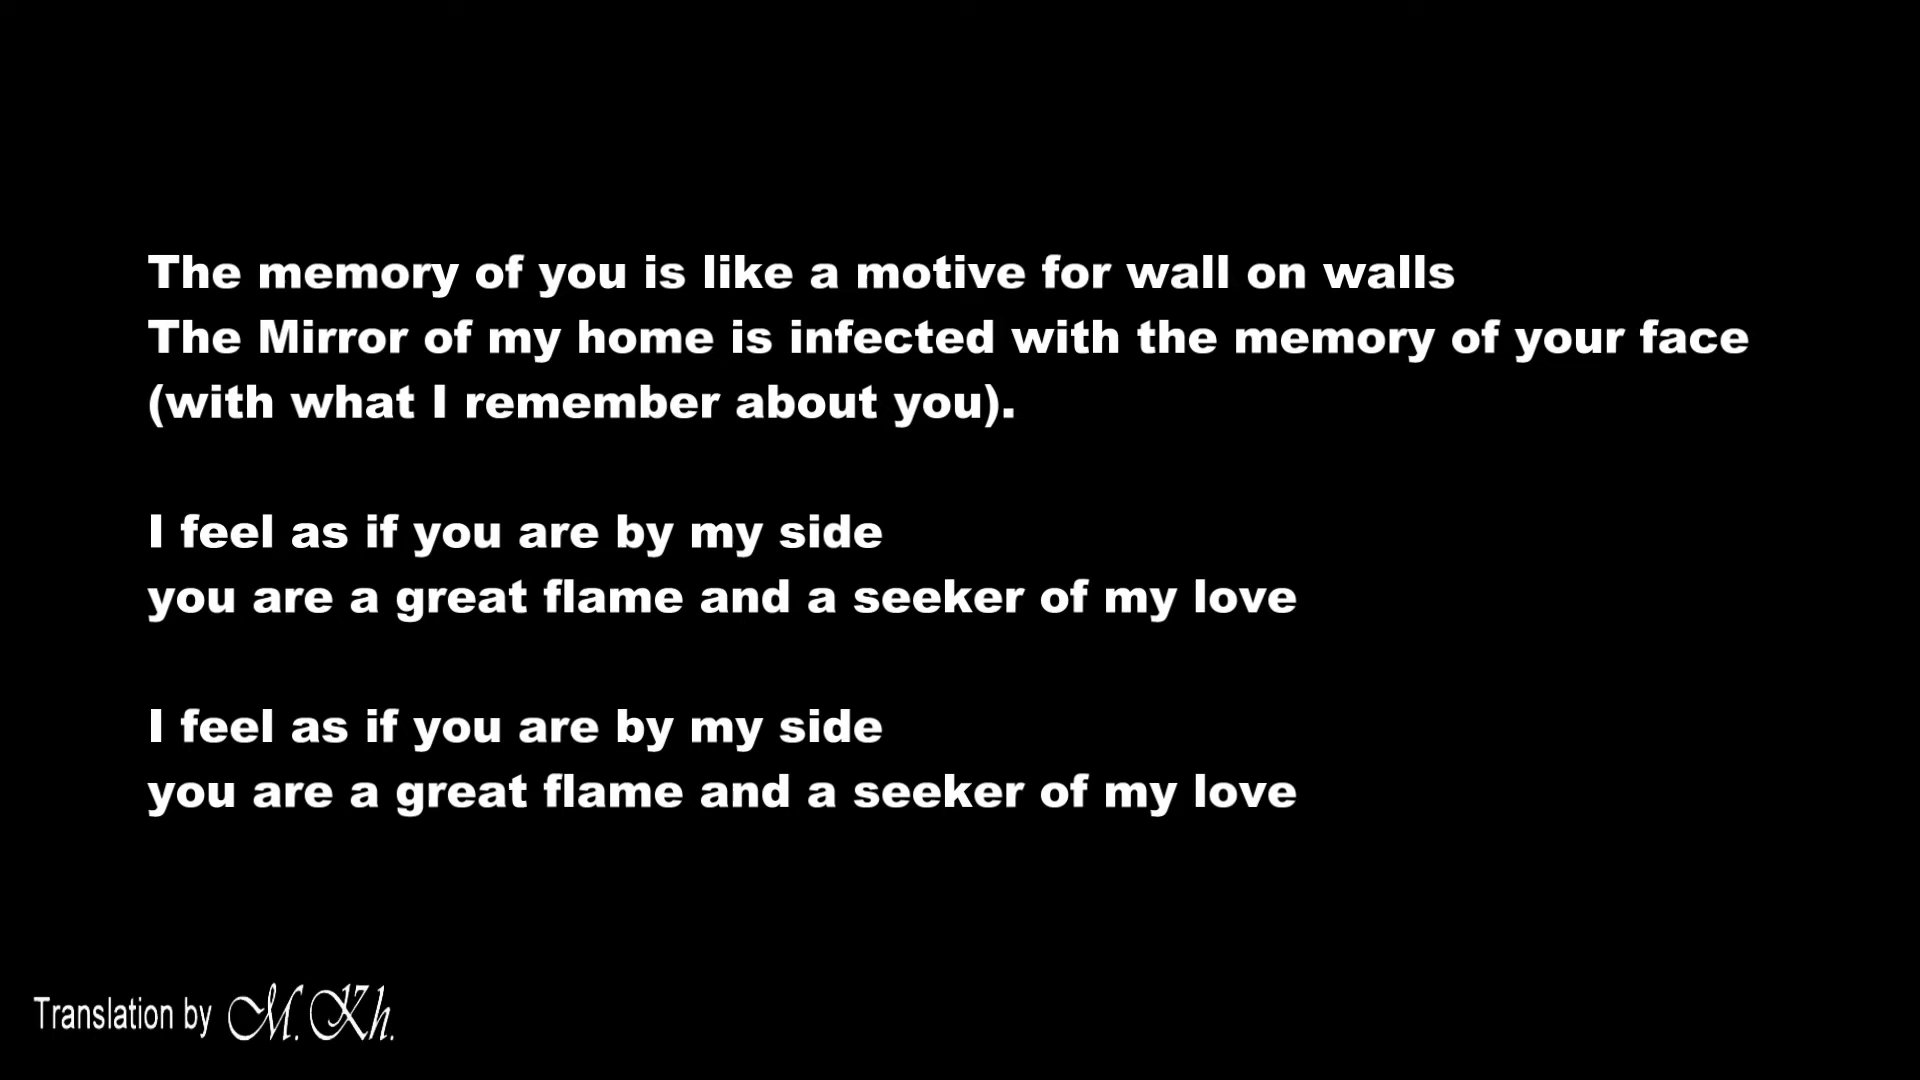 The memory of you is like a motive for wall on walls
The Mirror of my home is infected with the memory of your face
(with what I remember about you).
I feel as if you are by my side
you are a great flame and a seeker of my love
I feel as if you are by my side
you are a great flame and a seeker of my love
Translation by M. Kh.